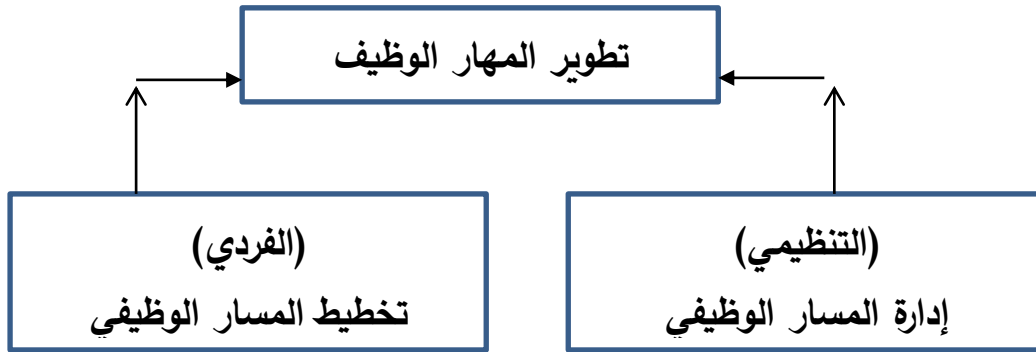 تطوير المهار الوظيف
(التنظيمي)
إدارة المسار الوظيفي
(الفردي)
تخطيط المسار الوظيفي